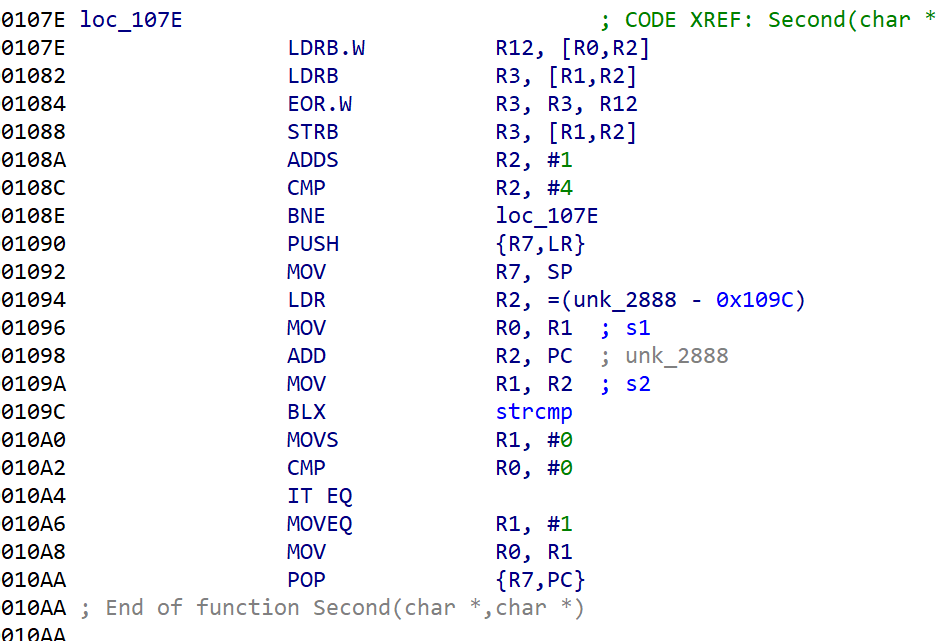 0107E loc_107E ; CODE XREF: Second(char *
0107E LDRB.W R12, [R0,R2]
01082 LDRB R3, [R1,R2]
01084 EOR.W R3, R3, R12
01088 STRB R3, [R1,R2]
0108A ADDS R2, #1
0108C CMP R2, #4
0108E BNE loc_107E
01090 PUSH {R7,LR}
01092 MOV R7, SP
01094 LDR R2, =(unk_2888 - 0x109C)
01096 MOV R0, R1 ; s1
01098 ADD R2, PC ; unk_2888
0109A MOV R1, R2 ; s2
0109C BLX strcmp
010A0 MOVS R1, #0
010A2 CMP R0, #0
010A4 IT EQ
010A6 MOVEQ R1, #1
010A8 MOV R0, R1
010AA POP {R7,PC}
010AA ; End of function Second(char *,char *)
010AA